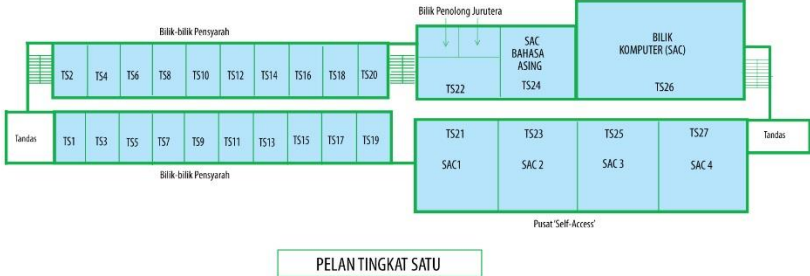 Bilik Penolong Jurutera
Bilik-bilik Pensyarah
TS2 TS4 TS6 TS8 TS10 TS12 TS14 TS16 TS18 TS20
TS22
SAC
BAHASA
ASING
TS24
BILIK
KOMPUTER (SAC)
TS26
Tandas
TS1 TS3 TS5 TS7 TS9 TS11 TS13 TS15 TS17 TS19
Bilik-bilik Pensyarah
TS21 TS23 TS25 TS27
SAC1 SAC 2 SAC 3 SAC 4
Tandas
Pusat 'Self-Access'
PELAN TINGKAT SATU